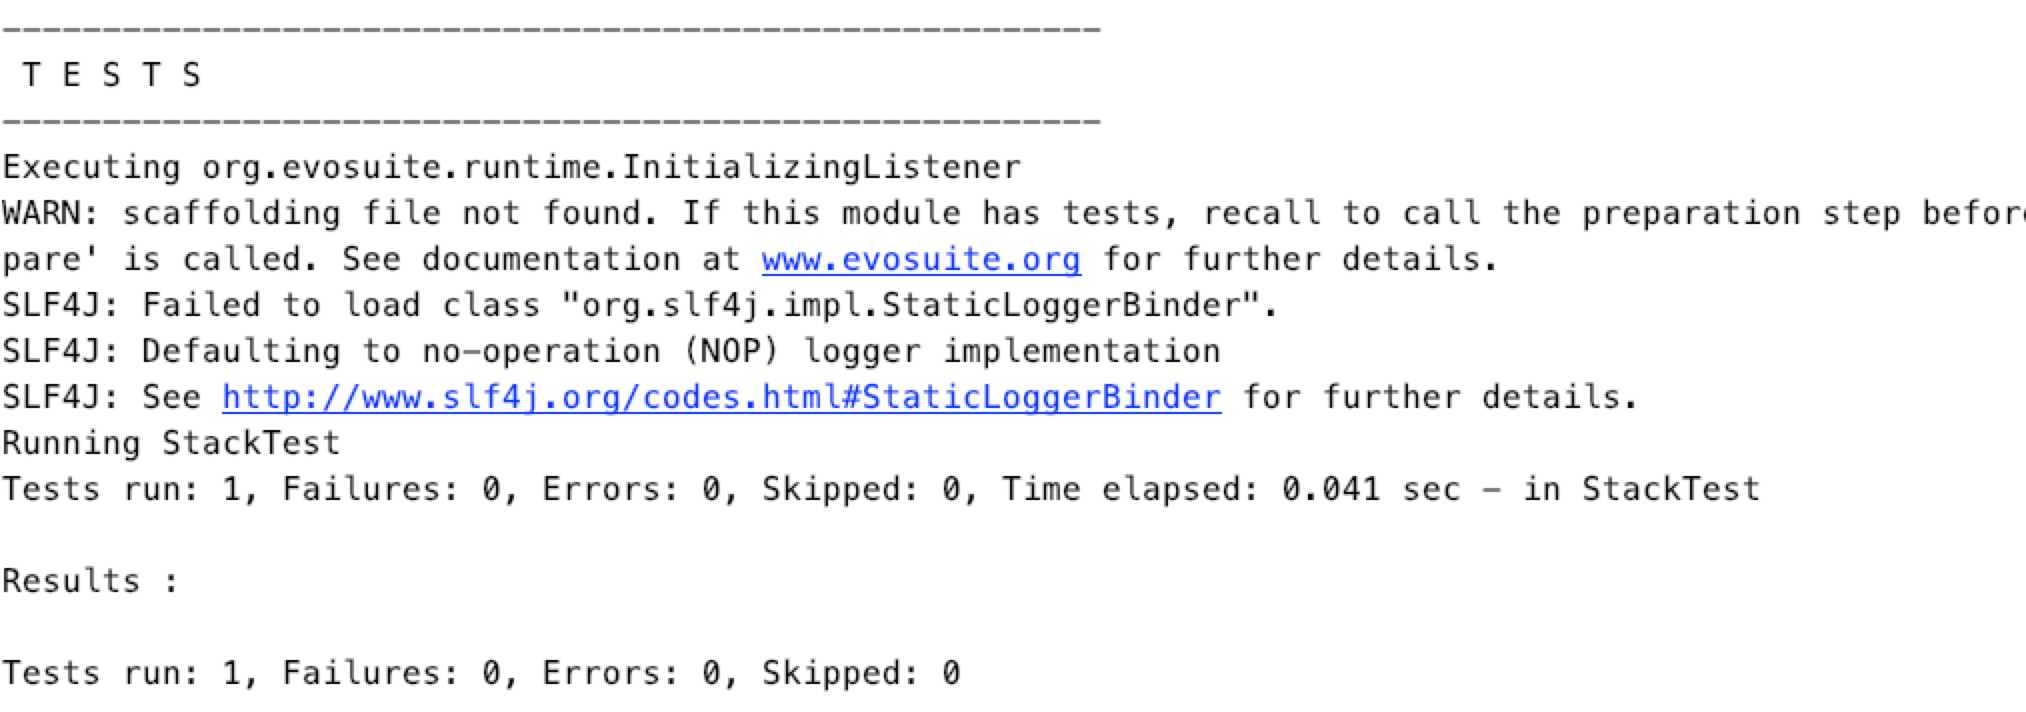 -------------------------------------------------------
T E S T S
-------------------------------------------------------
Executing org.evosuite.runtime.InitializingListener
WARN: scaffolding file not found. If this module has tests, recall to call the preparation step before
pare' is called. See documentation at www.evosuite.org for further details.
SLF4J: Failed to load class "org.slf4j.impl.StaticLoggerBinder".
SLF4J: Defaulting to no-operation (NOP) logger implementation
SLF4J: See http://www.slf4j.org/codes.html#StaticLoggerBinder for further details.
Running StackTest
Tests run: 1, Failures: 0, Errors: 0, Skipped: 0, Time elapsed: 0.041 sec - in StackTest
Results :
Tests run: 1, Failures: 0, Errors: 0, Skipped: 0